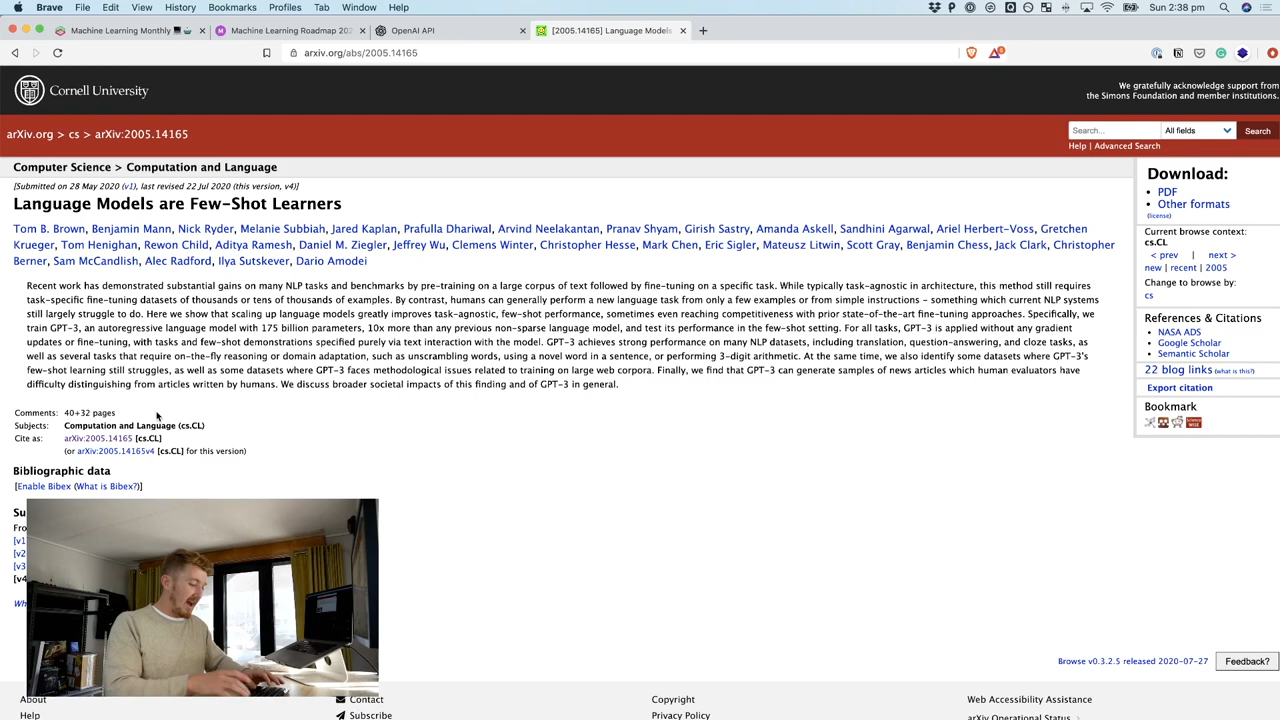 Brave File Edit View History Bookmarks Profiles Tab Window Help Sun 2:38 pm
Machine Learning Monthly Machine Learning Roadmap 202 OpenAI API [2005.14165] Language Models
arxiv.org/abs/2005.14165
Cornell University
We gratefully acknowledge support from
the Simons Foundation and member institutions.
arXiv.org > cs > arXiv:2005.14165
Search... All fields Search
Help | Advanced Search
Computer Science > Computation and Language
[Submitted on 28 May 2020 (v1), last revised 22 Jul 2020 (this version, v4)]
Language Models are Few-Shot Learners
Tom B. Brown, Benjamin Mann, Nick Ryder, Melanie Subbiah, Jared Kaplan, Prafulla Dhariwal, Arvind Neelakantan, Pranav Shyam, Girish Sastry, Amanda Askell, Sandhini Agarwal, Ariel Herbert-Voss, Gretchen
Krueger, Tom Henighan, Rewon Child, Aditya Ramesh, Daniel M. Ziegler, Jeffrey Wu, Clemens Winter, Christopher Hesse, Mark Chen, Eric Sigler, Mateusz Litwin, Scott Gray, Benjamin Chess, Jack Clark, Christopher
Berner, Sam McCandlish, Alec Radford, Ilya Sutskever, Dario Amodei
Recent work has demonstrated substantial gains on many NLP tasks and benchmarks by pre-training on a large corpus of text followed by fine-tuning on a specific task. While typically task-agnostic in architecture, this method still requires
task-specific fine-tuning datasets of thousands or tens of thousands of examples. By contrast, humans can generally perform a new language task from only a few examples or from simple instructions - something which current NLP systems
still largely struggle to do. Here we show that scaling up language models greatly improves task-agnostic, few-shot performance, sometimes even reaching competitiveness with prior state-of-the-art fine-tuning approaches. Specifically, we
train GPT-3, an autoregressive language model with 175 billion parameters, 10x more than any previous non-sparse language model, and test its performance in the few-shot setting. For all tasks, GPT-3 is applied without any gradient
updates or fine-tuning, with tasks and few-shot demonstrations specified purely via text interaction with the model. GPT-3 achieves strong performance on many NLP datasets, including translation, question-answering, and cloze tasks, as
well as several tasks that require on-the-fly reasoning or domain adaptation, such as unscrambling words, using a novel word in a sentence, or performing 3-digit arithmetic. At the same time, we also identify some datasets where GPT-3's
few-shot learning still struggles, as well as some datasets where GPT-3 faces methodological issues related to training on large web corpora. Finally, we find that GPT-3 can generate samples of news articles which human evaluators have
difficulty distinguishing from articles written by humans. We discuss broader societal impacts of this finding and of GPT-3 in general.
Comments: 40+32 pages
Subjects: Computation and Language (cs.CL)
Cite as: arXiv:2005.14165 [cs.CL]
(or arXiv:2005.14165v4 [cs.CL] for this version)
Bibliographic data
[Enable Bibex (What is Bibex?)]
Su
Fro
[v1
[v2
[v3
[v4
Wh
Download:
• PDF
• Other formats
(license)
Current browse context:
cs.CL
< prev | next >
new | recent | 2005
Change to browse by:
cs
References & Citations
• NASA ADS
• Google Scholar
• Semantic Scholar
22 blog links (what is this?)
Export citation
Bookmark
Browse v0.3.2.5 released 2020-07-27 Feedback?
About Contact Copyright Web Accessibility Assistance
Help Subscribe Privacy Policy arXiv Operational Status >